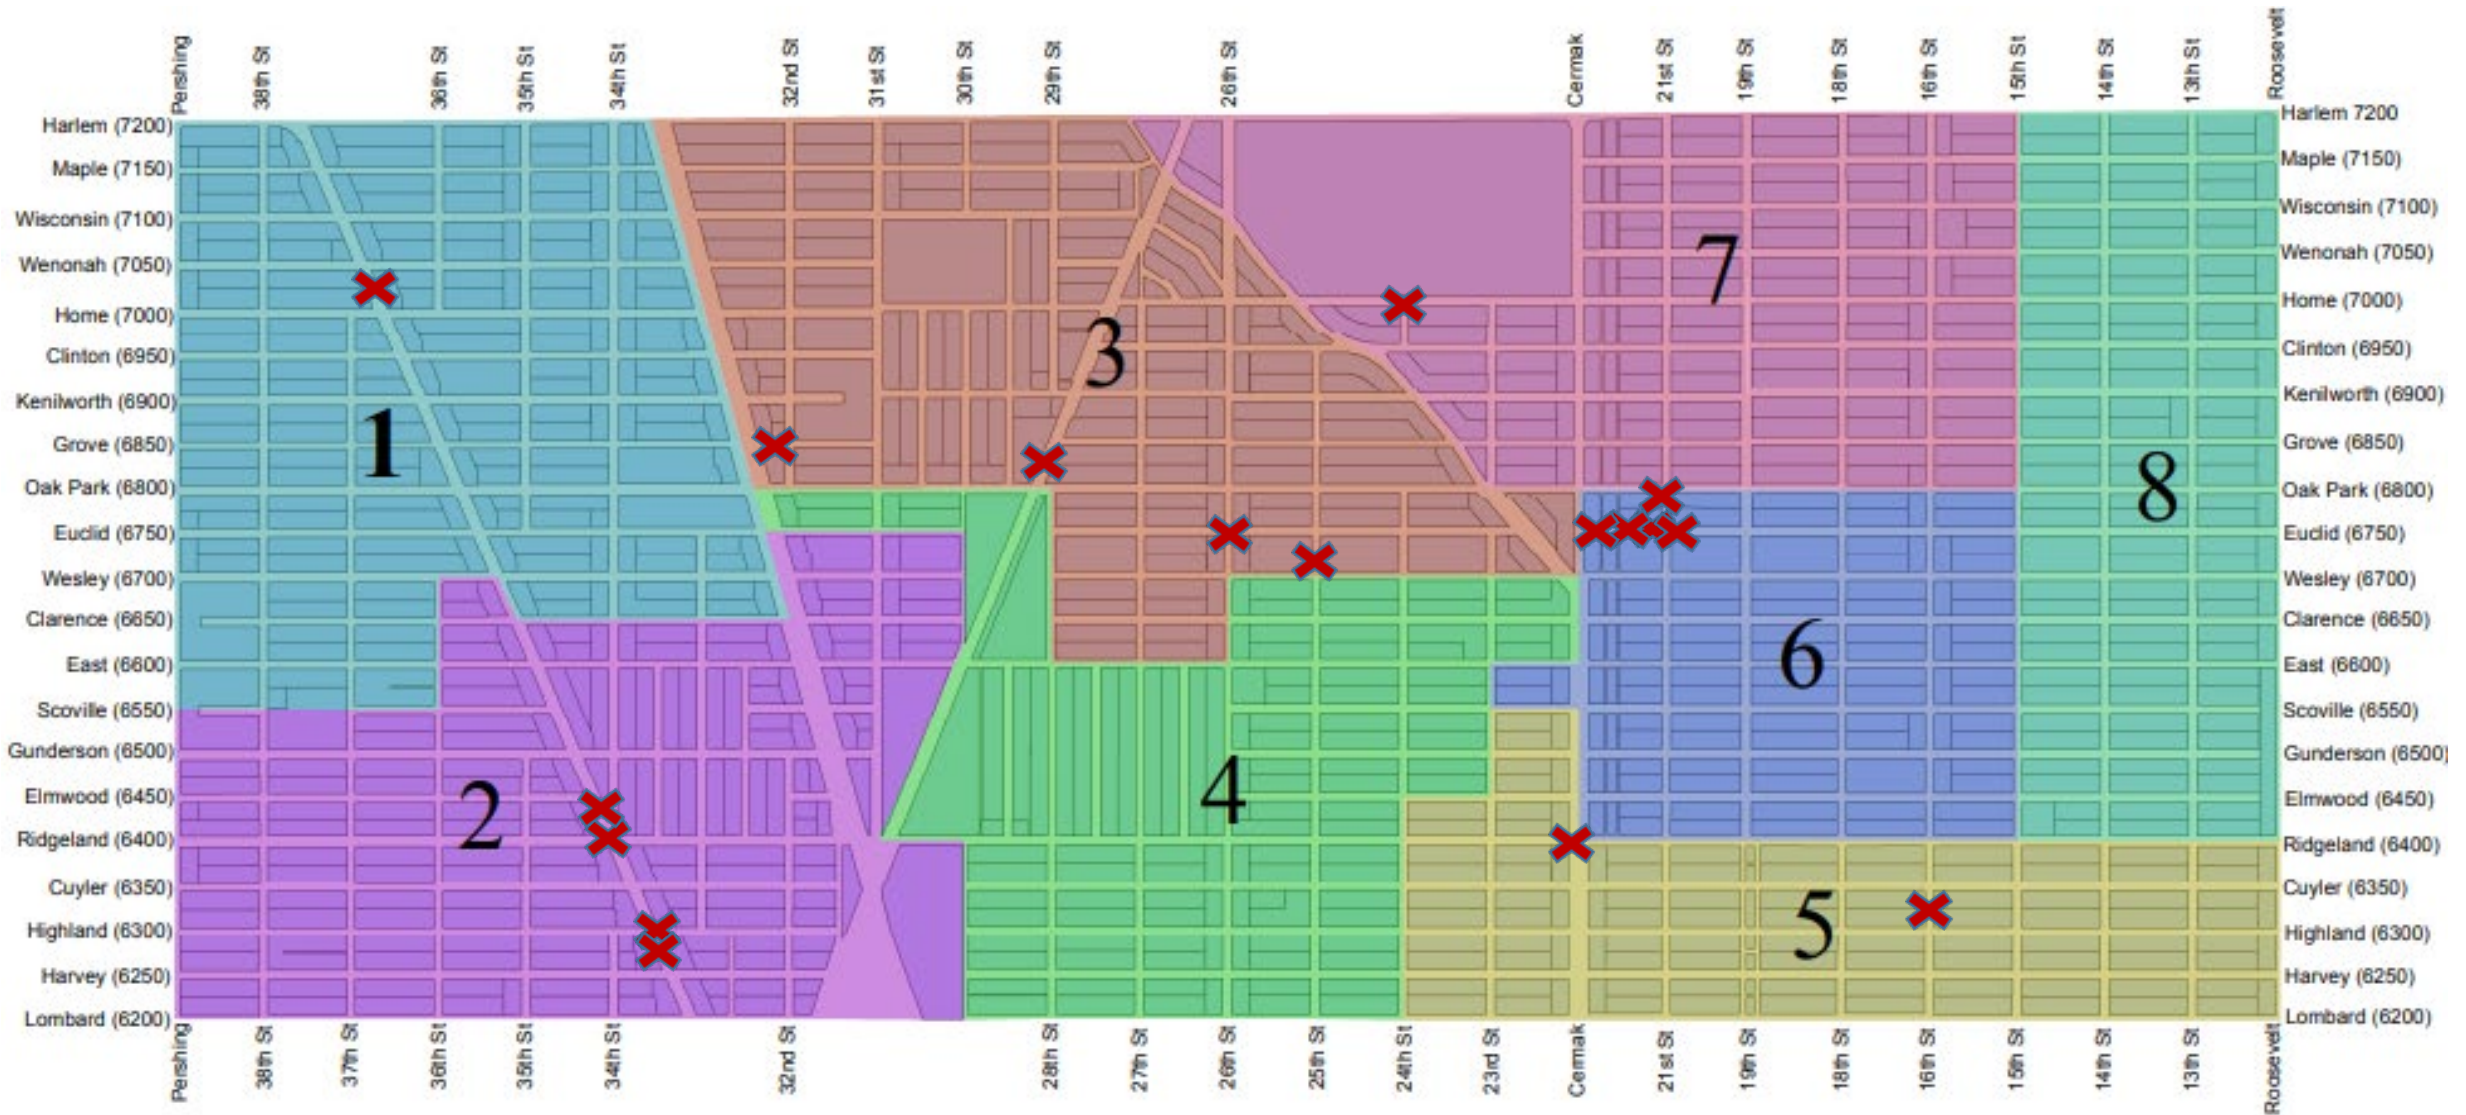 Pershing
38th St
36th St
35th St
34th St
32nd St
31st St
30th St
29th St
26th St
Cermak
21st St
19th St
18th St
16th St
15th St
14th St
13th St
Roosevelt
Harlem (7200)
Maple (7150)
Wisconsin (7100)
Wenonah (7050)
Home (7000)
Clinton (6950)
Kenilworth (6900)
Grove (6850)
Oak Park (6800)
Euclid (6750)
Wesley (6700)
Clarence (6650)
East (6600)
Scoville (6550)
Gunderson (6500)
Elmwood (6450)
Ridgeland (6400)
Cuyler (6350)
Highland (6300)
Harvey (6250)
Lombard (6200)
1
2
3
4
5
6
7
8
Harlem 7200
Maple (7150)
Wisconsin (7100)
Wenonah (7050)
Home (7000)
Clinton (6950)
Kenilworth (6900)
Grove (6850)
Oak Park (6800)
Euclid (6750)
Wesley (6700)
Clarence (6650)
East (6600)
Scoville (6550)
Gunderson (6500)
Elmwood (6450)
Ridgeland (6400)
Cuyler (6350)
Highland (6300)
Harvey (6250)
Lombard (6200)
Pershing
38th St
37th St
36th St
35th St
34th St
32nd St
28th St
27th St
26th St
25th St
24th St
23rd St
Cermak
21st St
19th St
18th St
16th St
15th St
14th St
13th St
Roosevelt